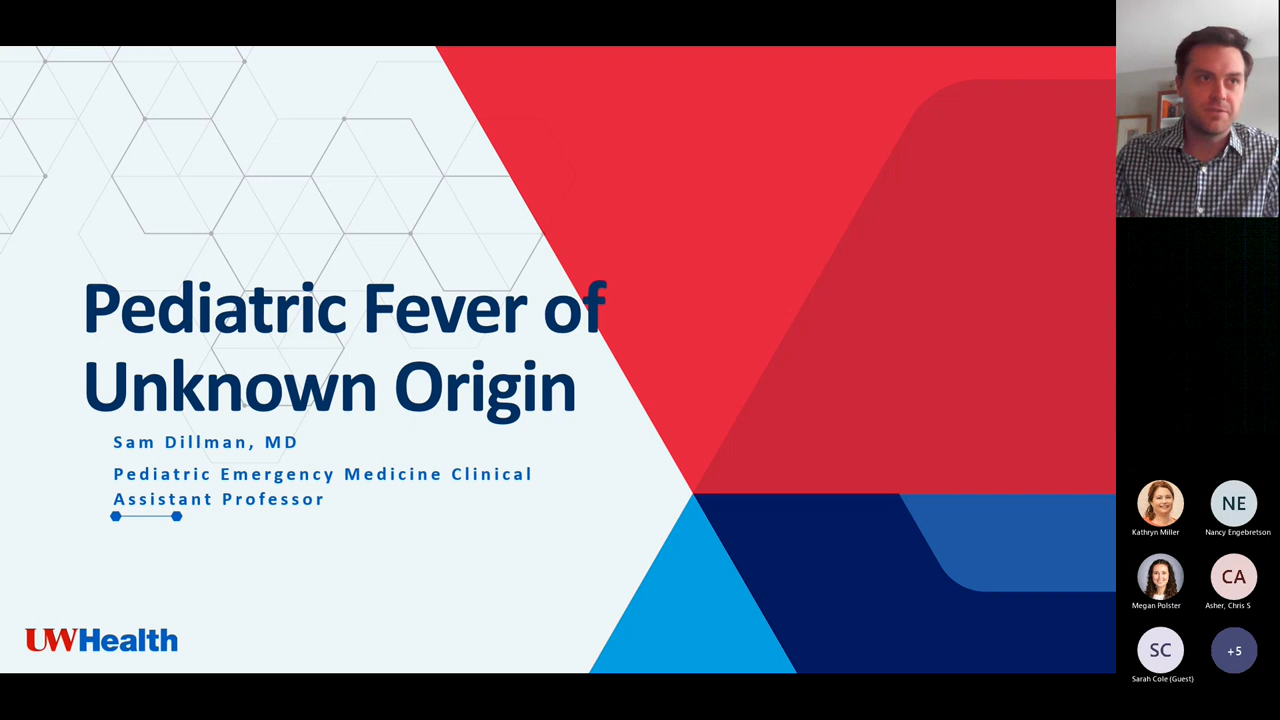 Pediatric Fever of
Unknown Origin
Sam Dillman, MD
Pediatric Emergency Medicine Clinical
Assistant Professor
UWHealth
NE
Kathryn Miller
Nancy Engebretson
CA
Megan Polster
Asher, Chris S
SC
+5
Sarah Cole (Guest)